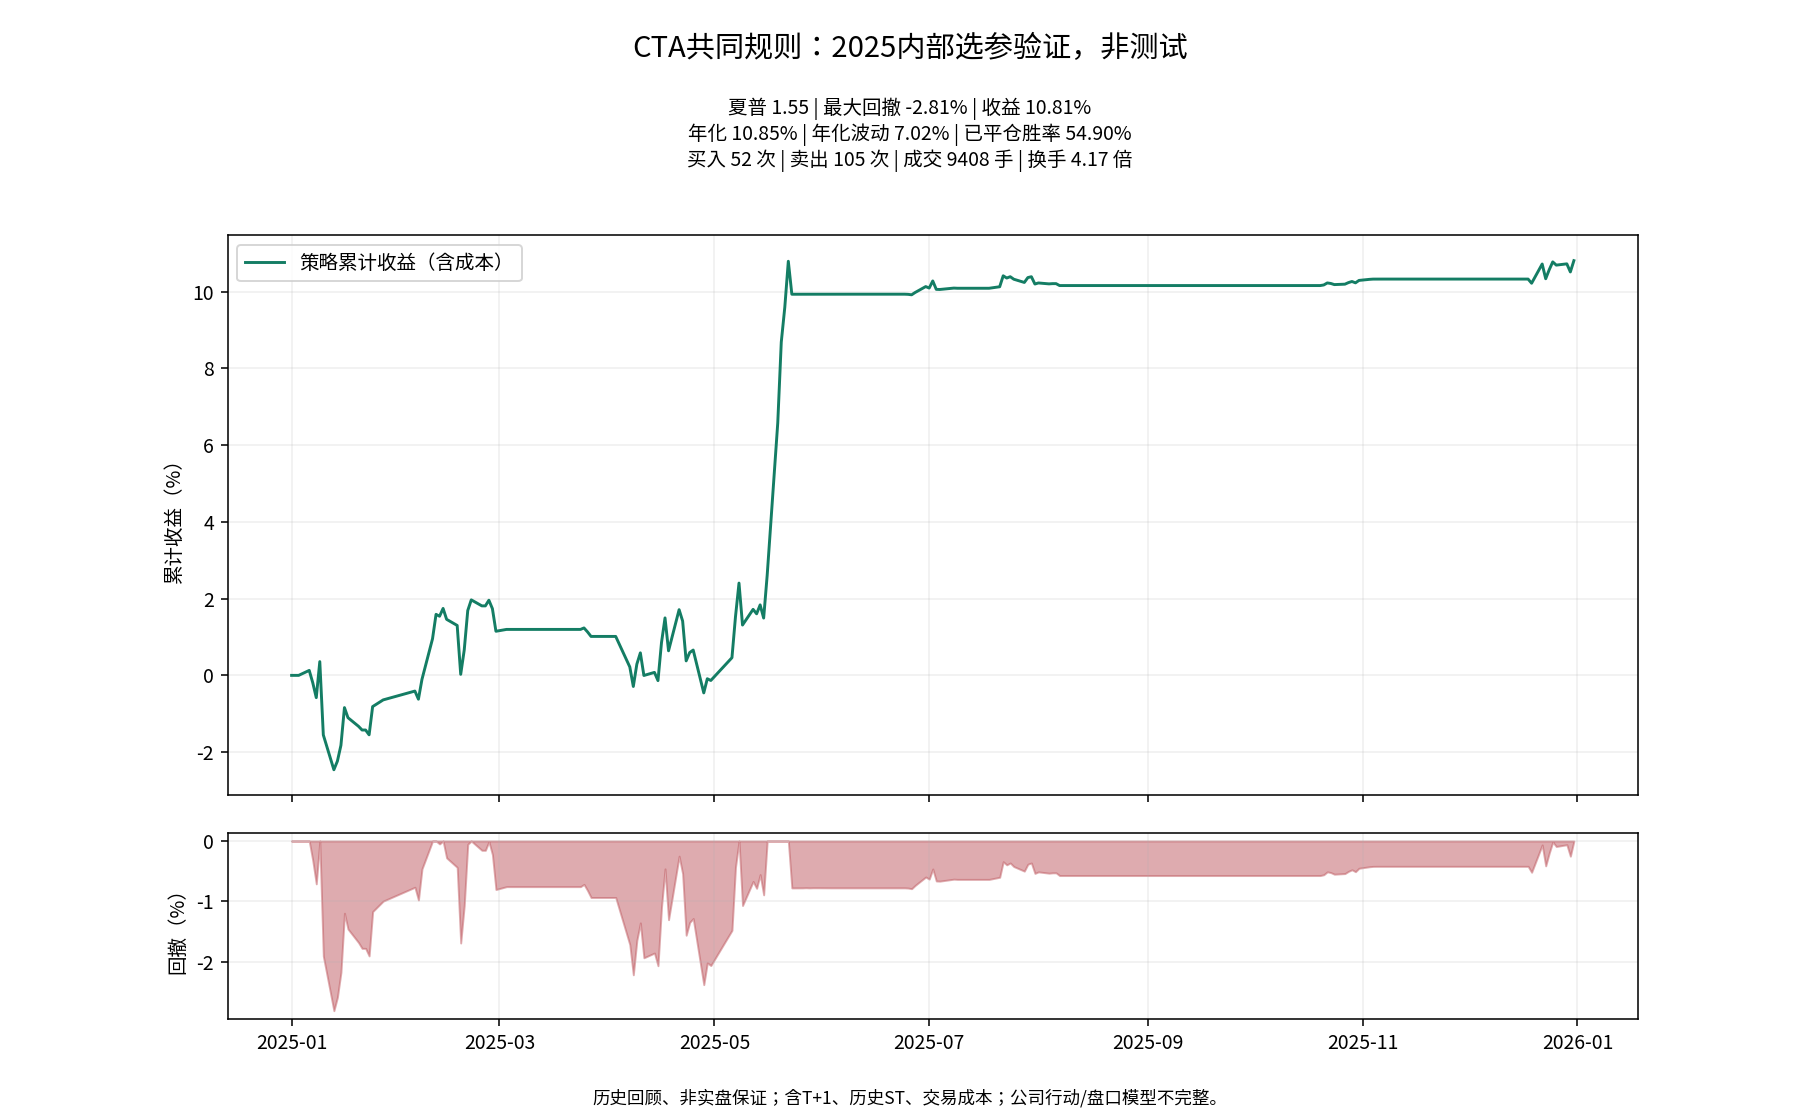 CTA共同规则：2025内部选参验证，非测试
夏普 1.55 | 最大回撤 -2.81% | 收益 10.81%
年化 10.85% | 年化波动 7.02% | 已平仓胜率 54.90%
买入 52 次 | 卖出 105 次 | 成交 9408 手 | 换手 4.17 倍
策略累计收益（含成本）
累计收益（%）
10
8
6
4
2
0
-2
回撤（%）
0
-1
-2
2025-01
2025-03
2025-05
2025-07
2025-09
2025-11
2026-01
历史回顾、非实盘保证；含T+1、历史ST、交易成本；公司行动/盘口模型不完整。